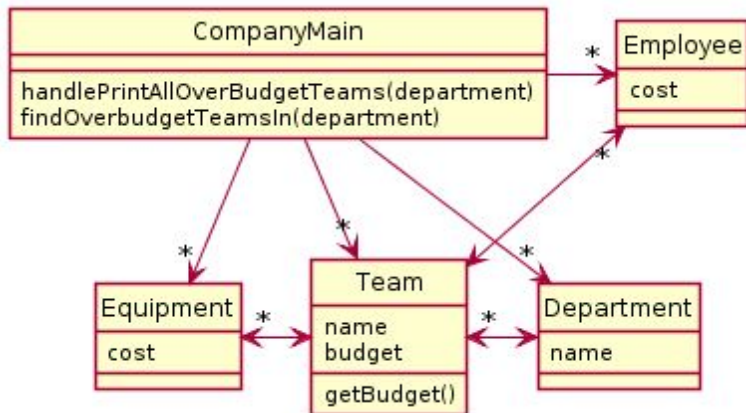 CompanyMain
handlePrintAllOverBudgetTeams(department)
findOverbudgetTeamsIn(department)
*
Employee
cost
*
*
*
*
Equipment
cost
*
Team
name
budget
getBudget()
*
Department
name